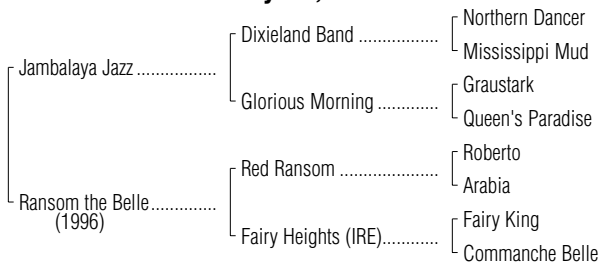 Northern Dancer
Dixieland Band ..................
Mississippi Mud
Jambalaya Jazz ..................
Graustark
Glorious Morning ..............
Queen's Paradise
Roberto
Red Ransom ......................
Arabia
Ransom the Belle...............
(1996)
Fairy King
Fairy Heights (IRE)............
Commanche Belle